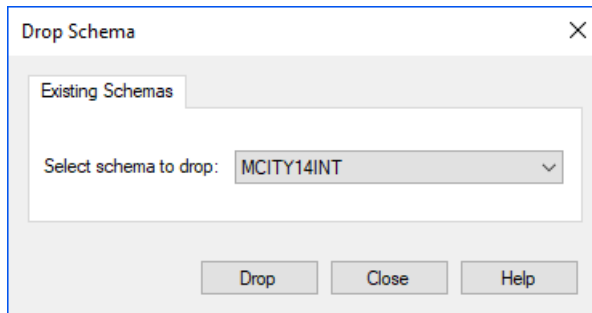 Drop Schema
Existing Schemas
Select schema to drop: MCITY14INT
Drop Close Help